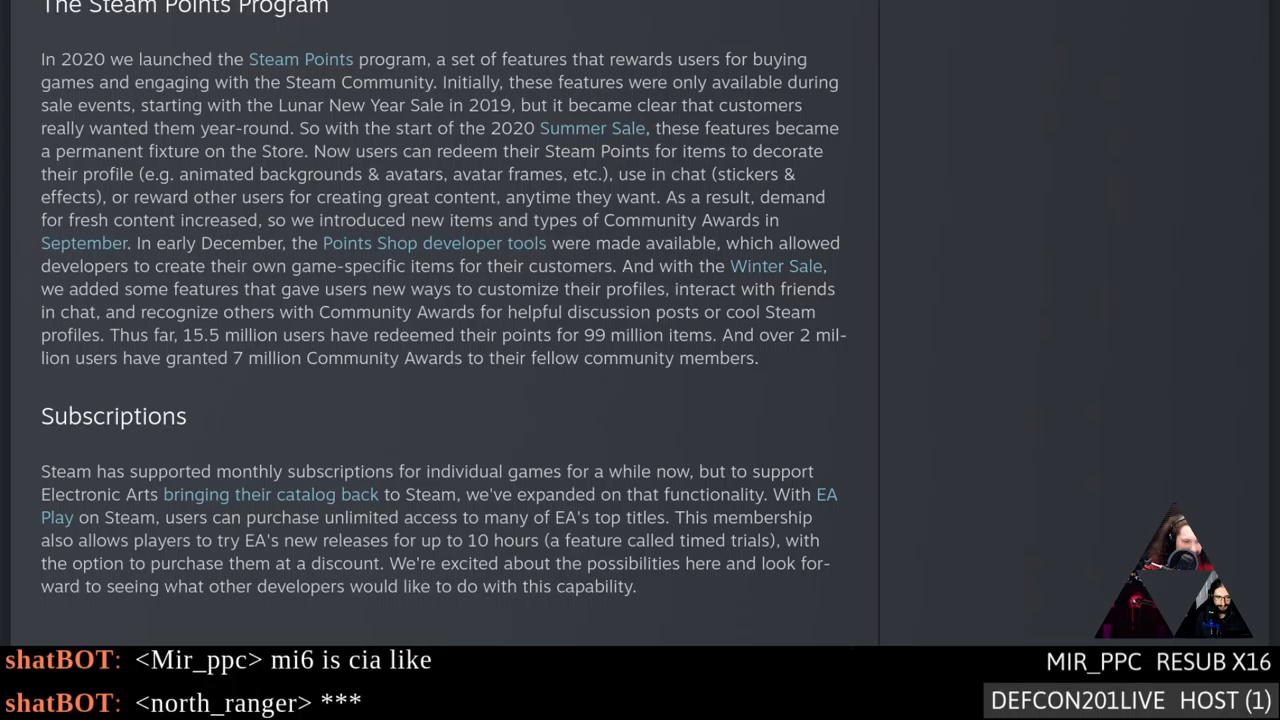 The Steam Points Program
In 2020 we launched the Steam Points program, a set of features that rewards users for buying
games and engaging with the Steam Community. Initially, these features were only available during
sale events, starting with the Lunar New Year Sale in 2019, but it became clear that customers
really wanted them year-round. So with the start of the 2020 Summer Sale, these features became
a permanent fixture on the Store. Now users can redeem their Steam Points for items to decorate
their profile (e.g. animated backgrounds & avatars, avatar frames, etc.), use in chat (stickers &
effects), or reward other users for creating great content, anytime they want. As a result, demand
for fresh content increased, so we introduced new items and types of Community Awards in
September. In early December, the Points Shop developer tools were made available, which allowed
developers to create their own game-specific items for their customers. And with the Winter Sale,
we added some features that gave users new ways to customize their profiles, interact with friends
in chat, and recognize others with Community Awards for helpful discussion posts or cool Steam
profiles. Thus far, 15.5 million users have redeemed their points for 99 million items. And over 2 mil-
lion users have granted 7 million Community Awards to their fellow community members.
Subscriptions
Steam has supported monthly subscriptions for individual games for a while now, but to support
Electronic Arts bringing their catalog back to Steam, we've expanded on that functionality. With EA
Play on Steam, users can purchase unlimited access to many of EA's top titles. This membership
also allows players to try EA's new releases for up to 10 hours (a feature called timed trials), with
the option to purchase them at a discount. We're excited about the possibilities here and look for-
ward to seeing what other developers would like to do with this capability.
shatBOT: <Mir_ppc> mi6 is cia like
MIR_PPC RESUB X16
shatBOT: <north_ranger> ***
DEFCON201LIVE HOST (1)